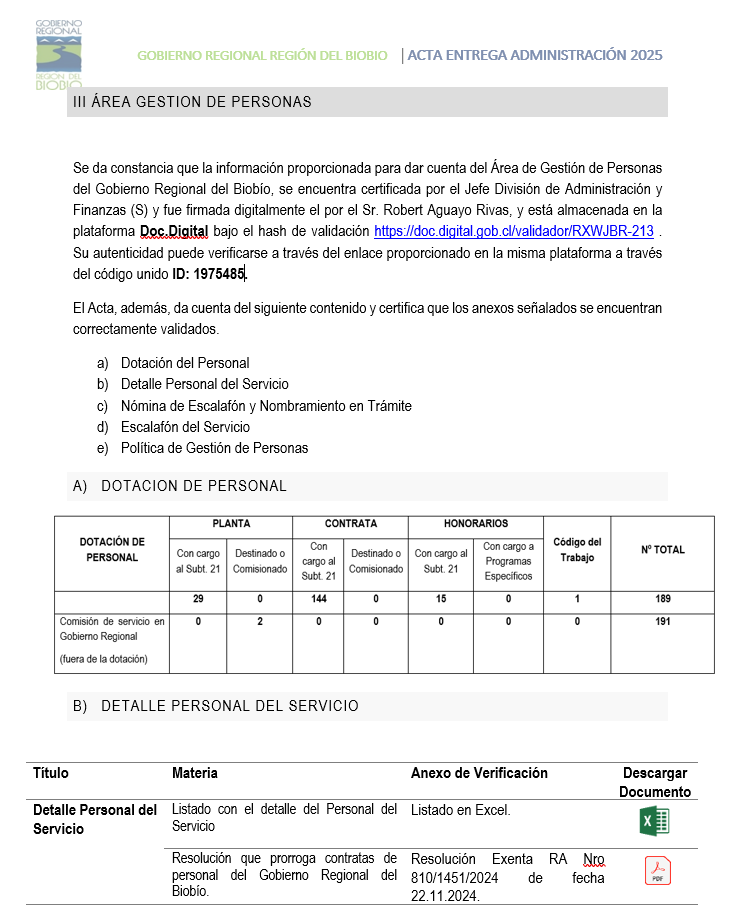 GOBIERNO
REGIONAL
REGIÓN DEL
BIOBIO
GOBIERNO REGIONAL REGIÓN DEL BIOBIO | ACTA ENTREGA ADMINISTRACIÓN 2025
III ÁREA GESTION DE PERSONAS
Se da constancia que la información proporcionada para dar cuenta del Área de Gestión de Personas
del Gobierno Regional del Biobío, se encuentra certificada por el Jefe División de Administración y
Finanzas (S) y fue firmada digitalmente el por el Sr. Robert Aguayo Rivas, y está almacenada en la
plataforma Doc.Digital bajo el hash de validación https://doc.digital.gob.cl/validador/RXWJBR-213 .
Su autenticidad puede verificarse a través del enlace proporcionado en la misma plataforma a través
del código unido ID: 1975485.
El Acta, además, da cuenta del siguiente contenido y certifica que los anexos señalados se encuentran
correctamente validados.
a) Dotación del Personal
b) Detalle Personal del Servicio
c) Nómina de Escalafón y Nombramiento en Trámite
d) Escalafón del Servicio
e) Política de Gestión de Personas
A) DOTACION DE PERSONAL
DOTACIÓN DE PERSONAL
PLANTA CONTRATA HONORARIOS Código del Trabajo Nº TOTAL
Con cargo al Subt. 21 Destinado o Comisionado Con cargo al Subt. 21 Destinado o Comisionado Con cargo al Subt. 21 Con cargo a Programas Específicos
29 0 144 0 15 0 1 189
Comisión de servicio en 0 2 0 0 0 0 0 191
Gobierno Regional
(fuera de la dotación)
B) DETALLE PERSONAL DEL SERVICIO
Título Materia Anexo de Verificación Descargar
Documento
Detalle Personal del Listado con el detalle del Personal del Listado en Excel. X
Servicio Servicio
Resolución que prorroga contratas de Resolución Exenta RA Nro
personal del Gobierno Regional del 810/1451/2024 de fecha PDF
Biobío. 22.11.2024.